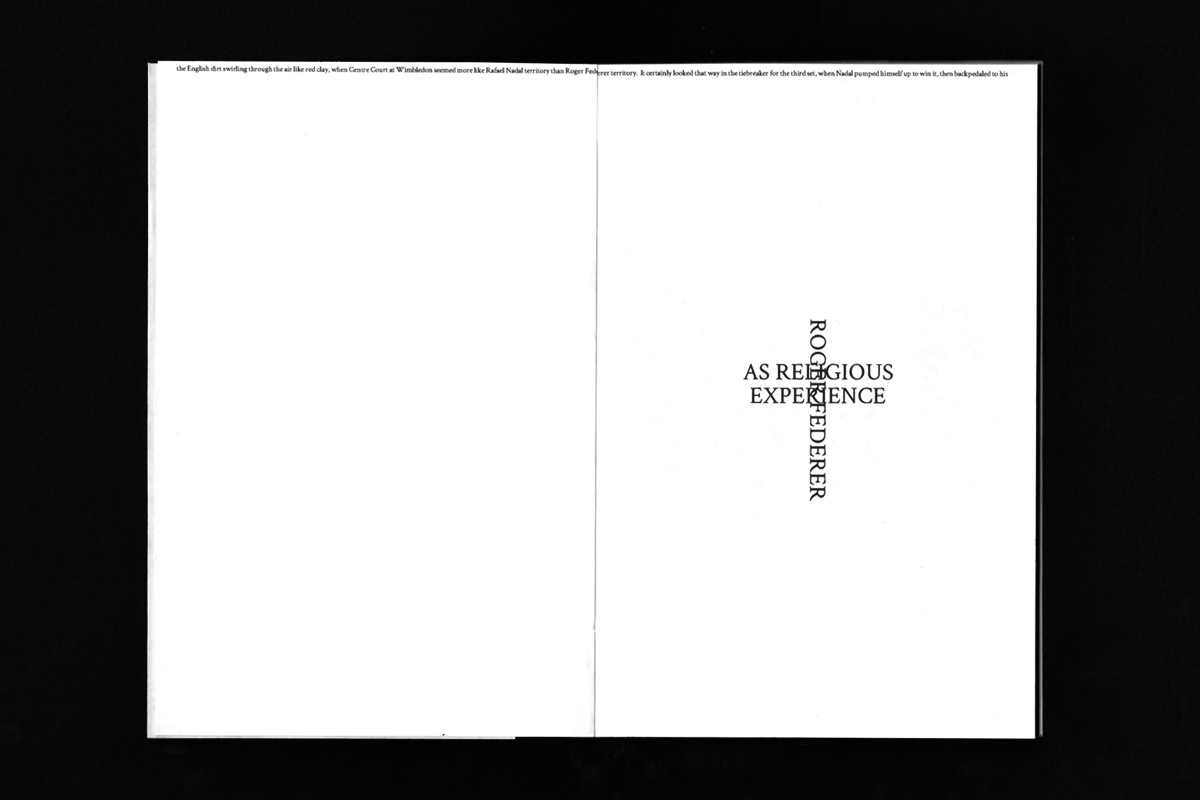 the English dirt swirling through the air like red clay, when Centre Court at Wimbledon seemed more like Rafael Nadal territory than Roger Federer territory. It certainly looked that way in the tiebreaker for the third set, when Nadal pumped himself up to win it, then backpedaled to his
ROGER FEDERER
AS RELIGIOUS
EXPERIENCE